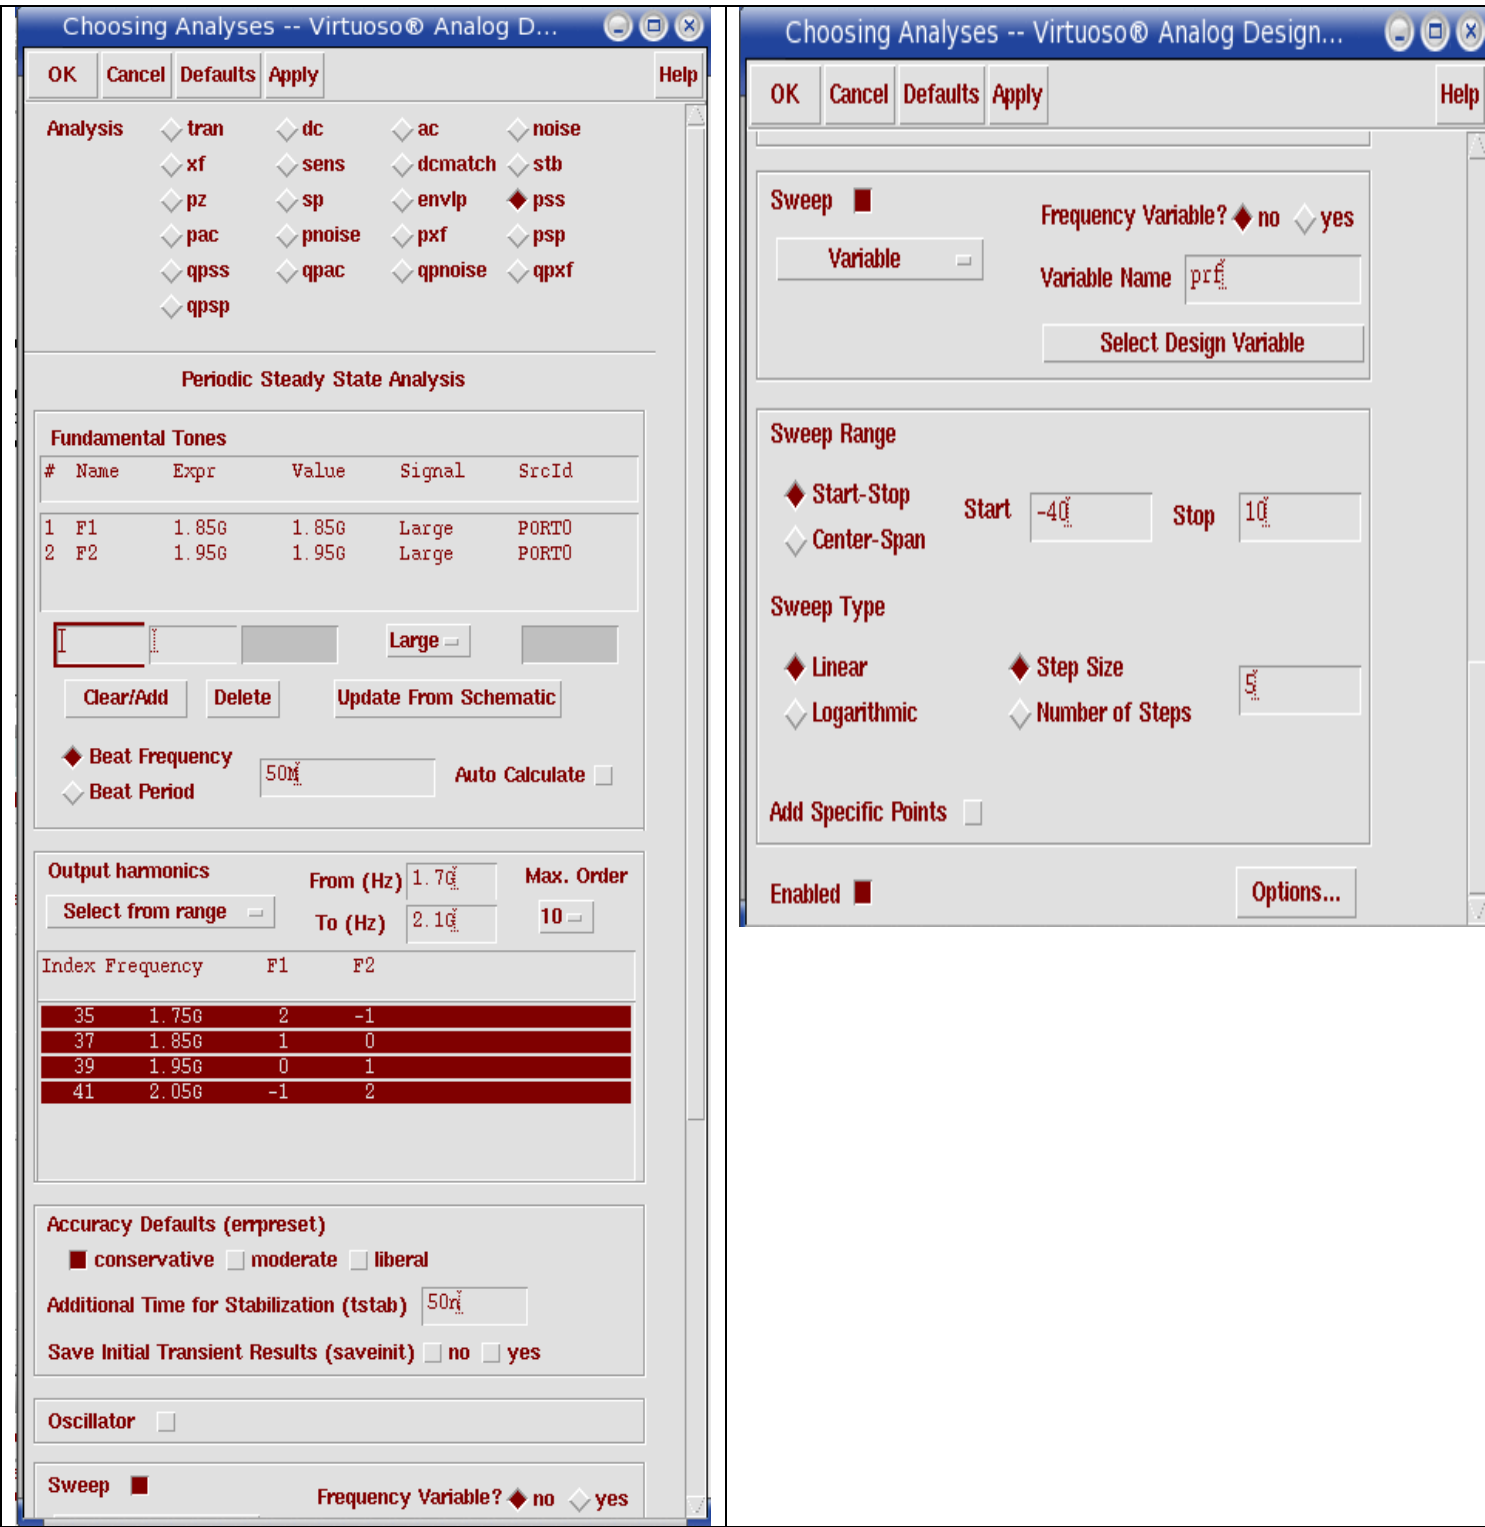 Choosing Analyses -- Virtuoso® Analog D...
OK Cancel Defaults Apply Help
Analysis tran dc ac noise
xf sens dcmatch stb
pz sp envlp pss
pac pnoise pxf psp
qpss qpac qpnoise qpxf
qpsp
Periodic Steady State Analysis
Fundamental Tones
# Name Expr Value Signal SrcId
1 F1 1.85G 1.85G Large PORT0
2 F2 1.95G 1.95G Large PORT0
Large
Clear/Add Delete Update From Schematic
Beat Frequency 50M Auto Calculate
Beat Period
Output harmonics From (Hz) 1.7G Max. Order
Select from range To (Hz) 2.1G 10
Index Frequency F1 F2
35 1.75G 2 -1
37 1.85G 1 0
39 1.95G 0 1
41 2.05G -1 2
Accuracy Defaults (errpreset)
conservative moderate liberal
Additional Time for Stabilization (tstab) 50n
Save Initial Transient Results (saveinit) no yes
Oscillator
Sweep Frequency Variable? no yes
Choosing Analyses -- Virtuoso® Analog Design...
OK Cancel Defaults Apply Help
Sweep Frequency Variable? no yes
Variable Variable Name prf
Select Design Variable
Sweep Range
Start-Stop Start -40 Stop 10
Center-Span
Sweep Type
Linear Step Size 5
Logarithmic Number of Steps
Add Specific Points
Enabled Options...